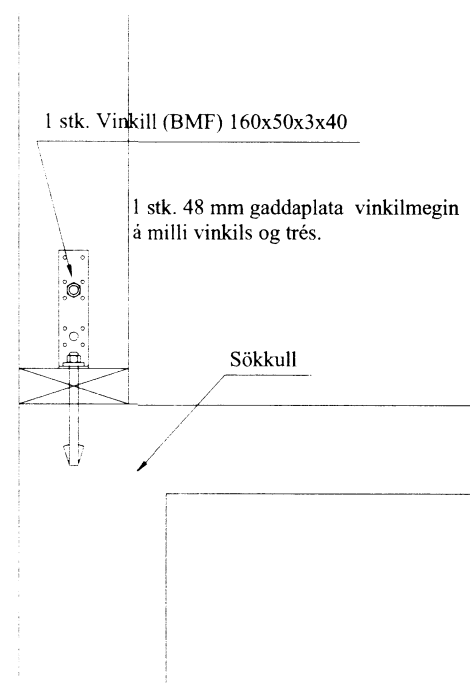 1 stk. Vinkill (BMF) 160x50x3x40
1 stk. 48 mm gaddaplata vinkilmegin
á milli vinkils og trés.
Sökkull